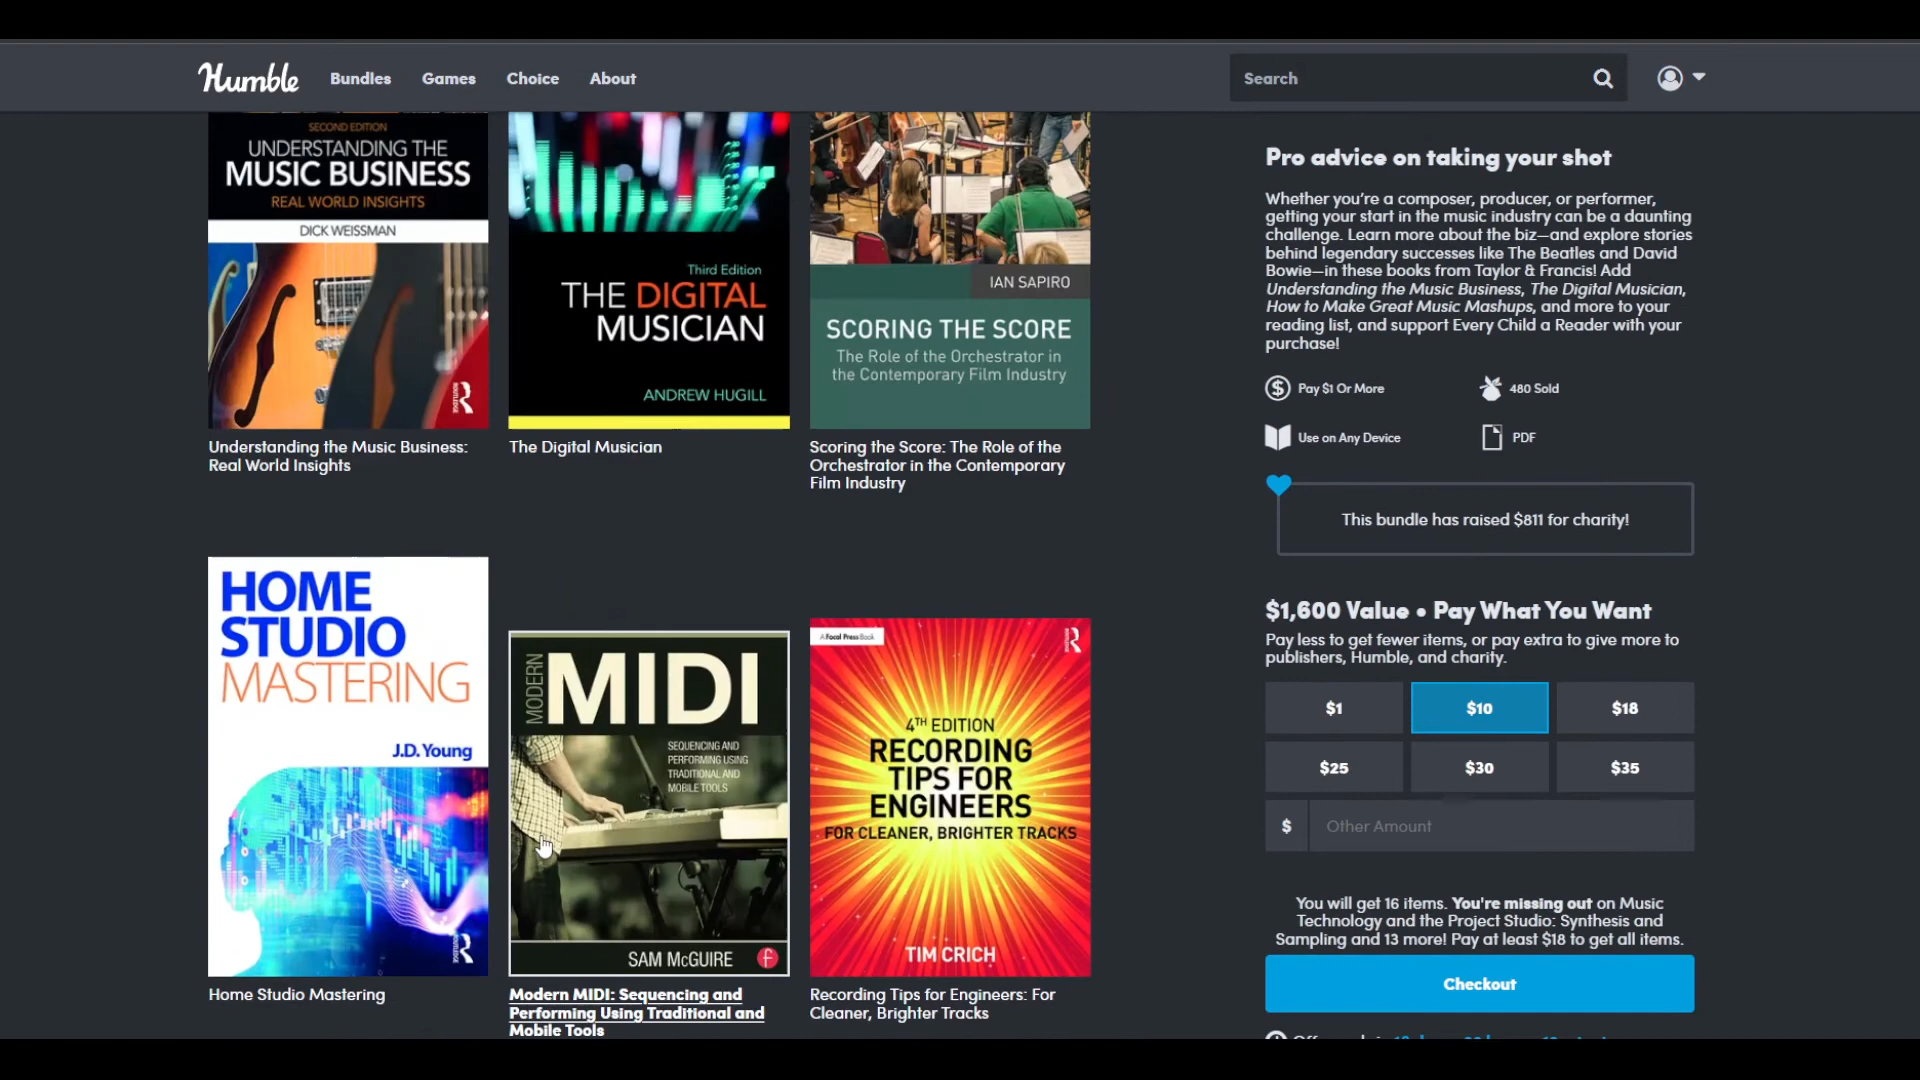 Humble
Bundles
Games
Choice
About
Search
SECOND EDITION
UNDERSTANDING THE
MUSIC BUSINESS
REAL WORLD INSIGHTS
DICK WEISSMAN
ROUTLEDGE
Understanding the Music Business:
Real World Insights
Third Edition
THE DIGITAL
MUSICIAN
ANDREW HUGILL
The Digital Musician
IAN SAPIRO
SCORING THE SCORE
The Role of the Orchestrator in
the Contemporary Film Industry
Scoring the Score: The Role of the
Orchestrator in the Contemporary
Film Industry
HOME
STUDIO
MASTERING
J.D. Young
ROUTLEDGE
Home Studio Mastering
MODERN
MIDI
SEQUENCING AND
PERFORMING USING
TRADITIONAL AND
MOBILE TOOLS
SAM McGUIRE
Modern MIDI: Sequencing and
Performing Using Traditional and
Mobile Tools
A Focal Press Book
ROUTLEDGE
4TH EDITION
RECORDING
TIPS FOR
ENGINEERS
FOR CLEANER, BRIGHTER TRACKS
TIM CRICH
Recording Tips for Engineers: For
Cleaner, Brighter Tracks
Pro advice on taking your shot
Whether you're a composer, producer, or performer,
getting your start in the music industry can be a daunting
challenge. Learn more about the biz—and explore stories
behind legendary successes like The Beatles and David
Bowie—in these books from Taylor & Francis! Add
Understanding the Music Business, The Digital Musician,
How to Make Great Music Mashups, and more to your
reading list, and support Every Child a Reader with your
purchase!
Pay $1 Or More
480 Sold
Use on Any Device
PDF
This bundle has raised $811 for charity!
$1,600 Value • Pay What You Want
Pay less to get fewer items, or pay extra to give more to
publishers, Humble, and charity.
$1
$10
$18
$25
$30
$35
$
Other Amount
You will get 16 items. You're missing out on Music
Technology and the Project Studio: Synthesis and
Sampling and 13 more! Pay at least $18 to get all items.
Checkout